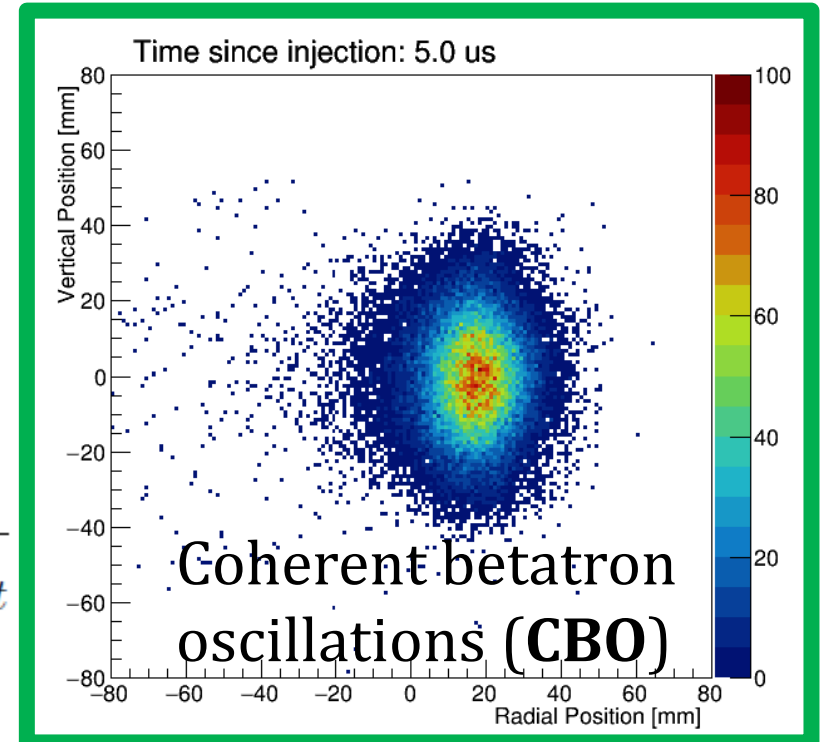 Time since injection: 5.0 us
Vertical Position [mm]
80
60
40
20
0
−20
−40
−60
−80
100
80
60
40
20
0
Coherent betatron
oscillations (CBO)
−80 −60 −40 −20 0 20 40 60 80
Radial Position [mm]
t